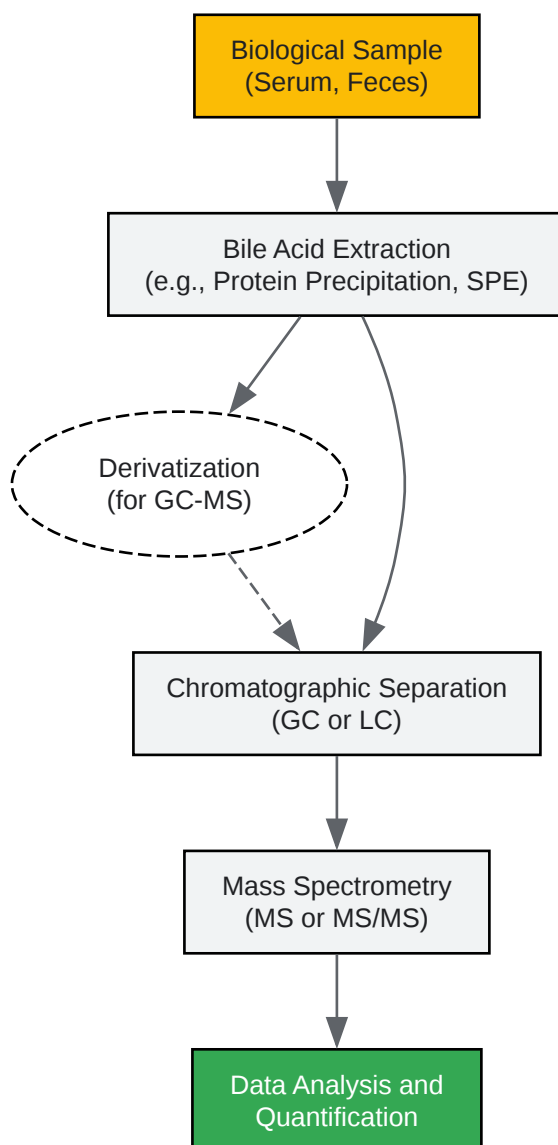 Biological Sample
(Serum, Feces)
Bile Acid Extraction
(e.g., Protein Precipitation, SPE)
Derivatization
(for GC-MS)
Chromatographic Separation
(GC or LC)
Mass Spectrometry
(MS or MS/MS)
Data Analysis and
Quantification